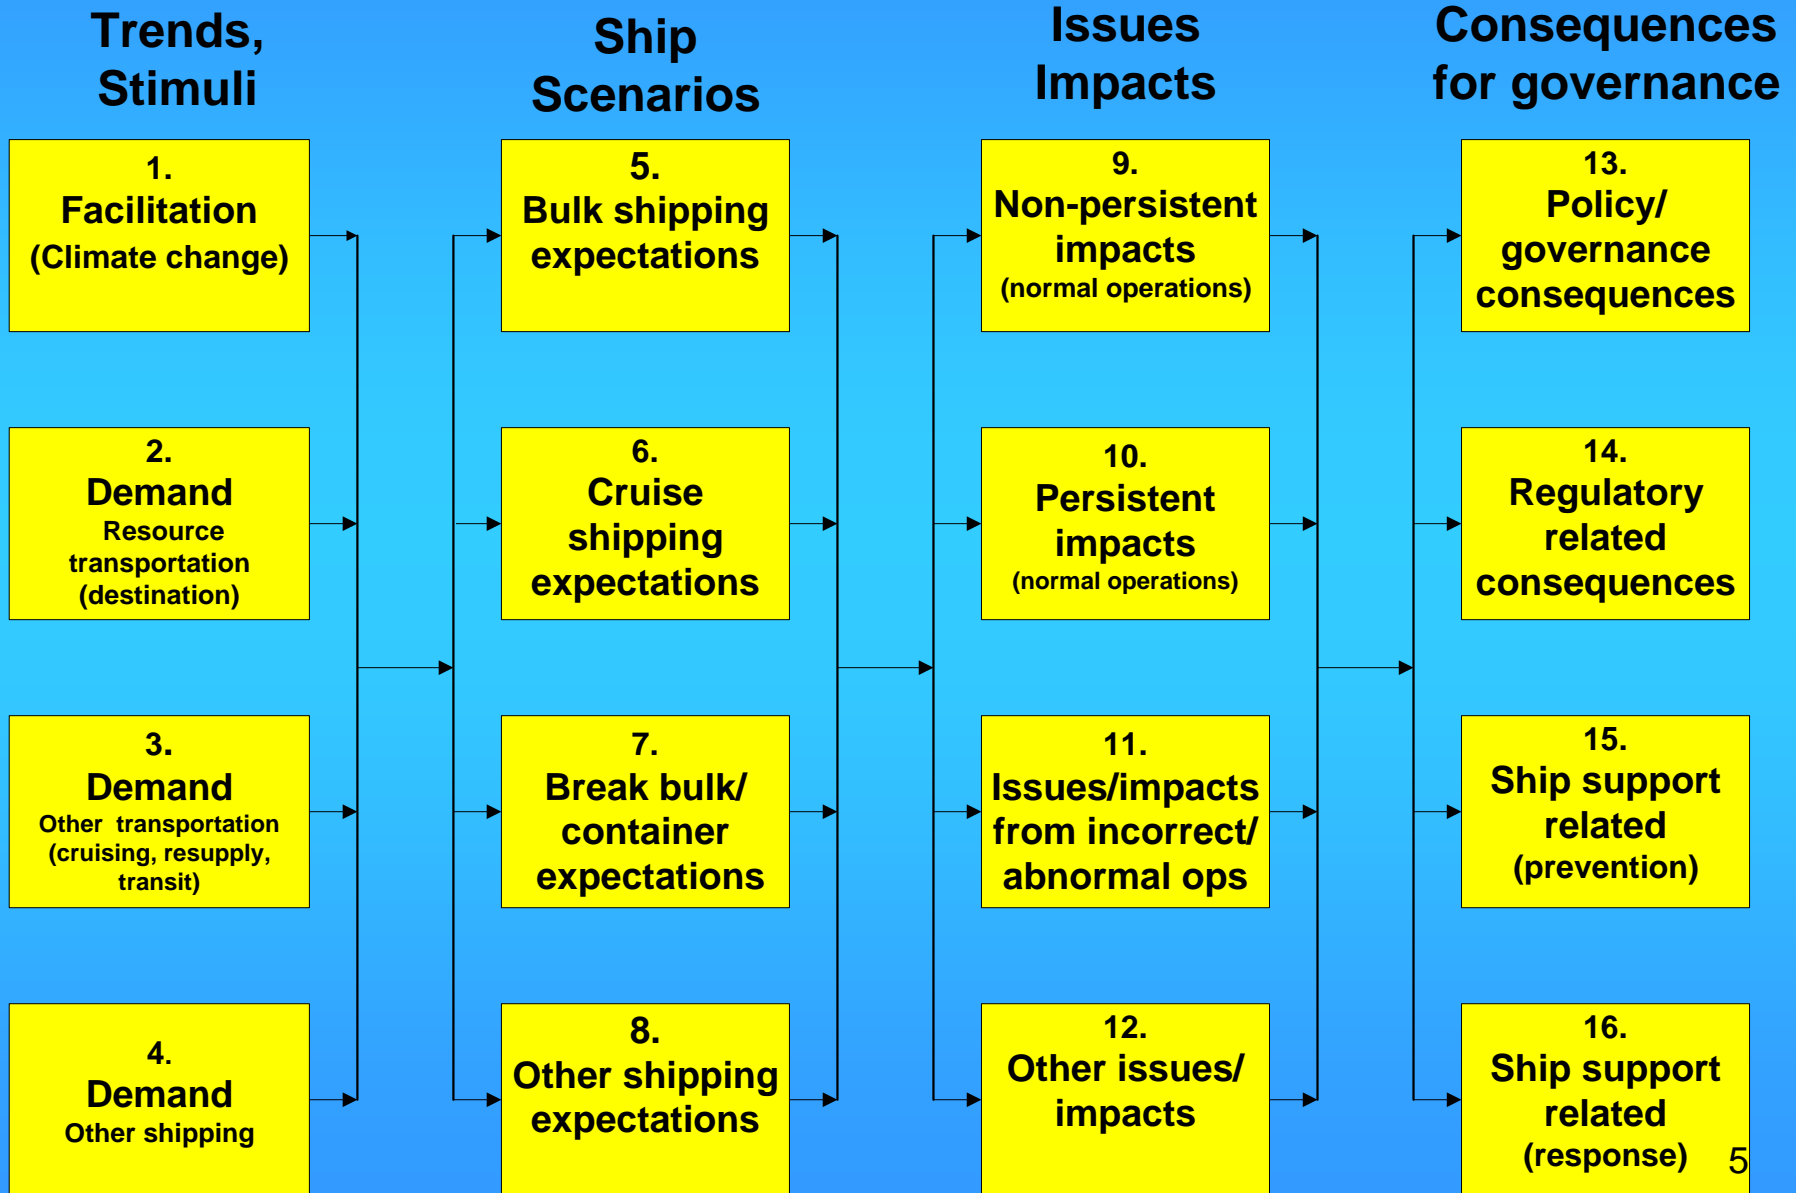 Trends,
Stimuli
Ship
Scenarios
Issues
Impacts
Consequences
for governance
1.
Facilitation
(Climate change)
5.
Bulk shipping
expectations
9.
Non-persistent
impacts
(normal operations)
13.
Policy/
governance
consequences
2.
Demand
Resource
transportation
(destination)
6.
Cruise
shipping
expectations
10.
Persistent
impacts
(normal operations)
14.
Regulatory
related
consequences
3.
Demand
Other transportation
(cruising, resupply,
transit)
7.
Break bulk/
container
expectations
11.
Issues/impacts
from incorrect/
abnormal ops
15.
Ship support
related
(prevention)
4.
Demand
Other shipping
8.
Other shipping
expectations
12.
Other issues/
impacts
16.
Ship support
related
(response)
5